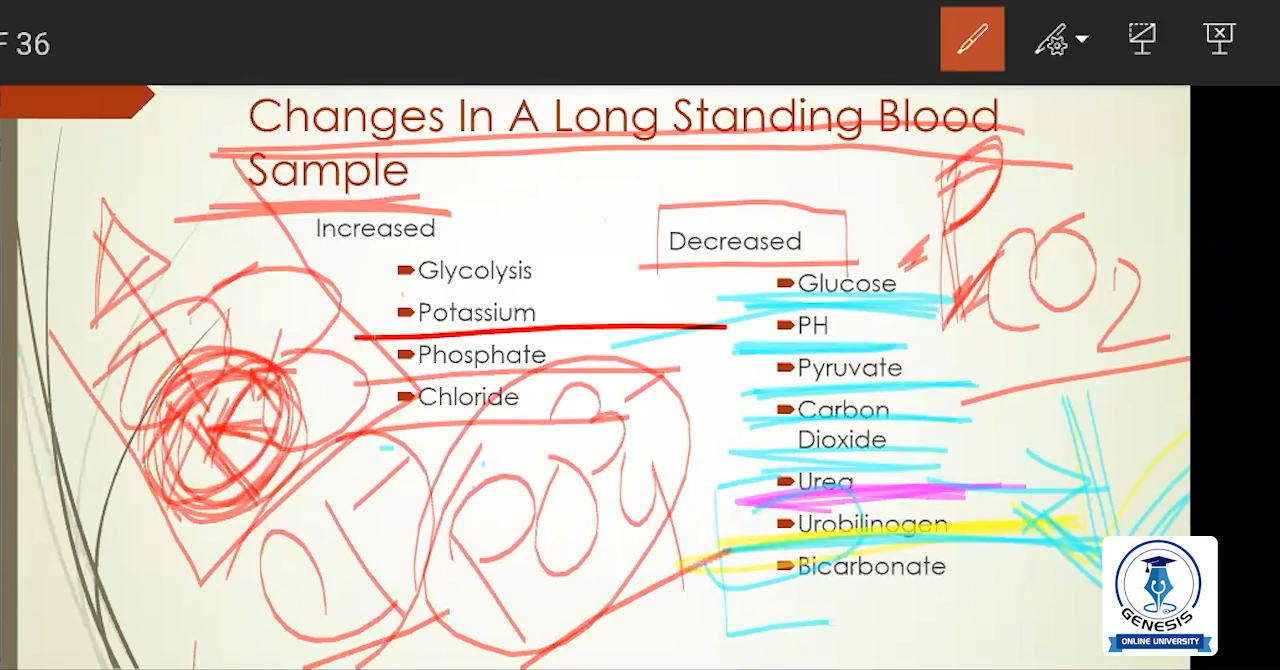 F 36
Changes In A Long Standing Blood
Sample
Increased
Glycolysis
Potassium
Phosphate
Chloride
Decreased
Glucose
PH
Pyruvate
Carbon
Dioxide
Urea
Urobilinogen
Bicarbonate
PCO2
K
PO4
GENESIS
ONLINE UNIVERSITY